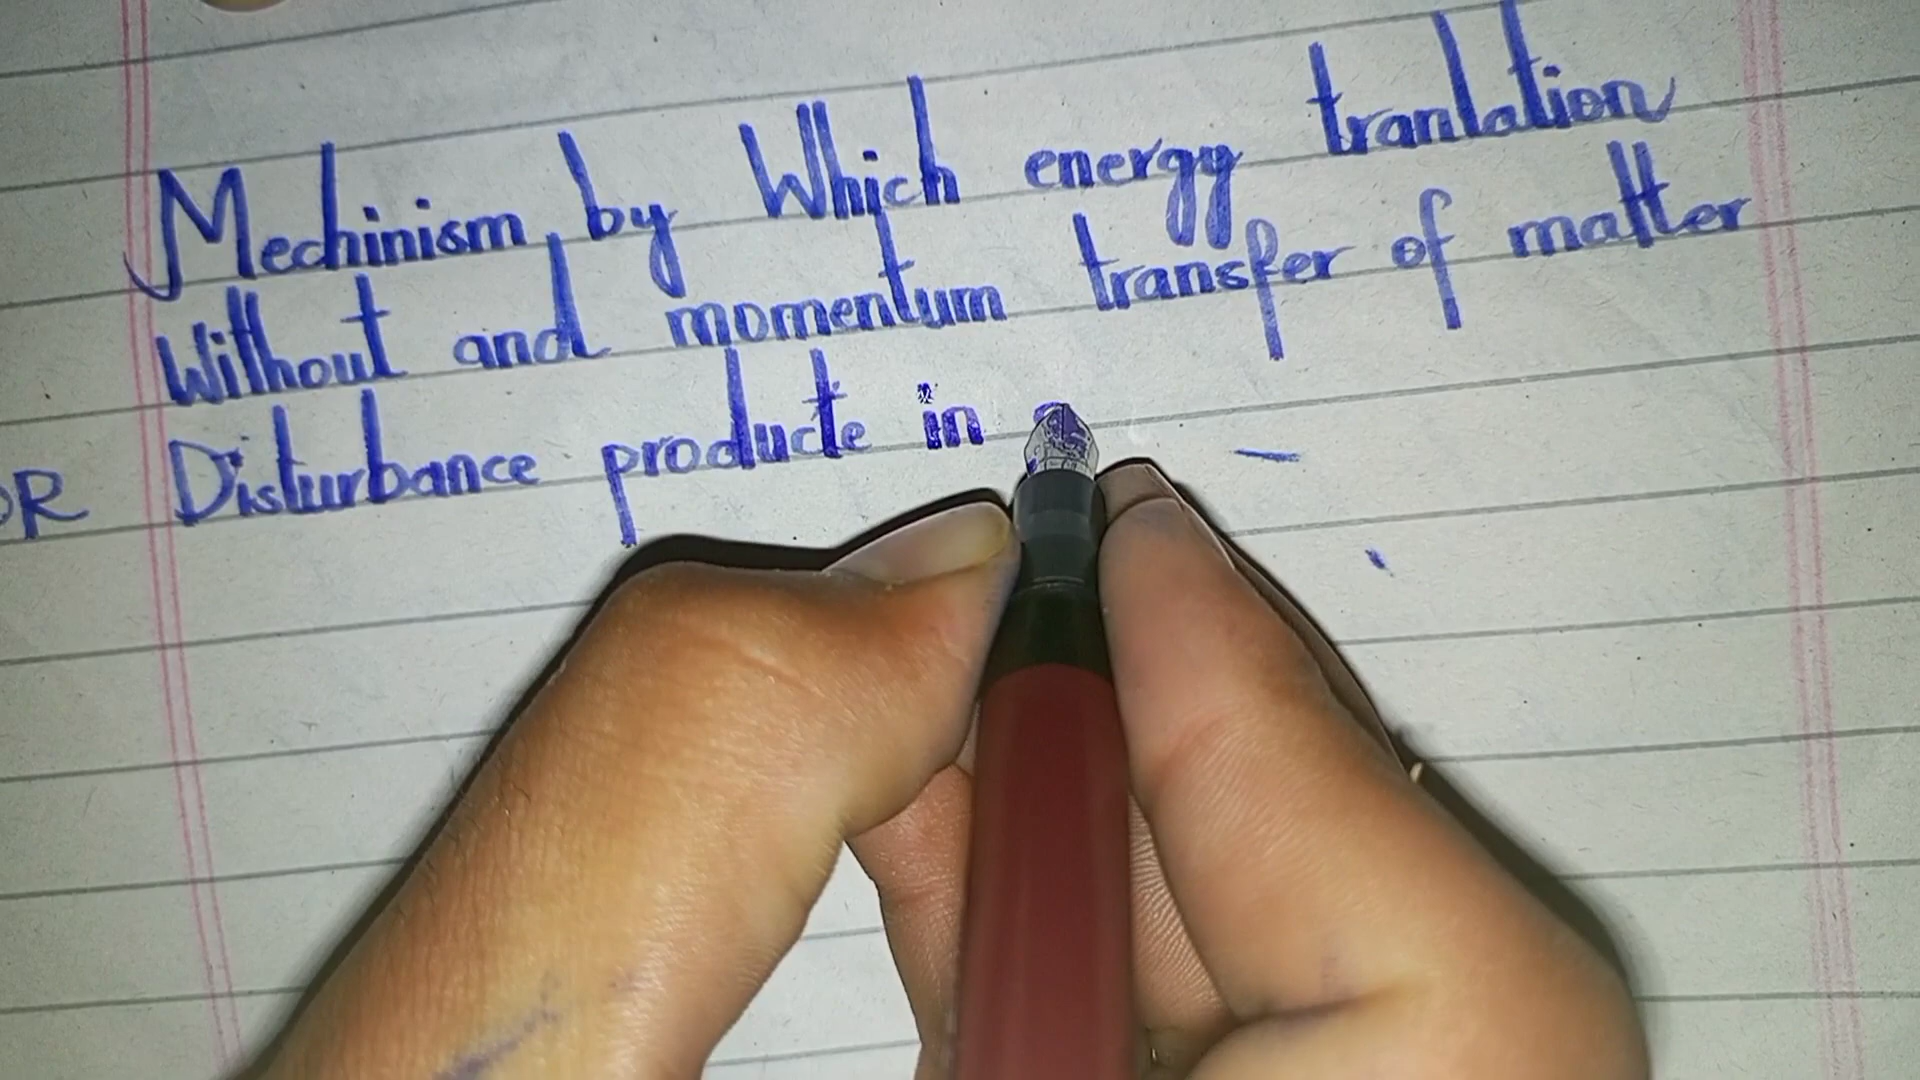 Mechinism by Which energy tranlation
Without and momentum transfer of matter
OR Disturbance producte in